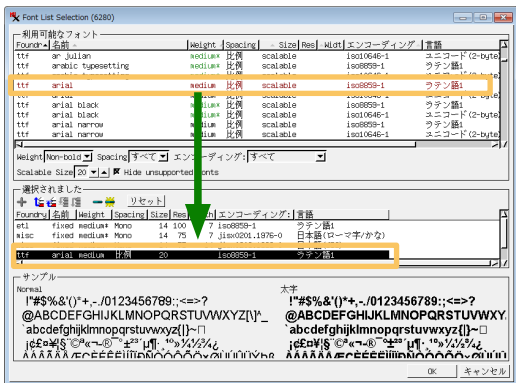 Font List Selection (6280)
利用可能なフォント
Foundry 名前 Weight Spacing Size Res Widt エンコーディング 言語
ttf ar julian medium* 比例 scalable iso10646-1 ユニコード(2-byte)
ttf arabic typesetting medium* 比例 scalable iso8859-1 ラテン語1
ttf arial medium 比例 scalable iso8859-1 ラテン語1
ttf arial black medium* 比例 scalable iso8859-1 ラテン語1
ttf arial black medium 比例 scalable iso10646-1 ユニコード(2-byte)
ttf arial narrow medium 比例 scalable iso8859-1 ラテン語1
ttf arial narrow medium 比例 scalable iso10646-1 ユニコード(2-byte)
Weight Non-bold Spacing すべて エンコーディング: すべて
Scalable Size 20 Hide unsupported fonts
選択されました
リセット
Foundry 名前 Weight Spacing Size Res エンコーディング: 言語
etl fixed medium* Mono 14 100 7 iso8859-1 ラテン語1
misc fixed medium* Mono 14 75 7 jisx0201.1976-0 日本語(ローマ字/かな)
ttf arial medium 比例 20 iso8859-1 ラテン語1
サンプル
Normal 太字
!"#$%&'()*+,-./0123456789:;<=>? !"#$%&'()*+,-./0123456789:;<=>?
@ABCDEFGHIJKLMNOPQRSTUVWXYZ[\]^_ @ABCDEFGHIJKLMNOPQRSTUVW
`abcdefghijklmnopqrstuvwxyz{|}~□ `abcdefghijklmnopqrstuvwxyz{|}~□
¡¢£¤¥¦§¨©ª«¬-®¯°±²³´µ¶·¸¹º»¼½¾¿ ¡¢£¤¥¦§¨©ª«¬-®¯°±²³´µ¶·¸¹º»¼½¾¿
OK キャンセル